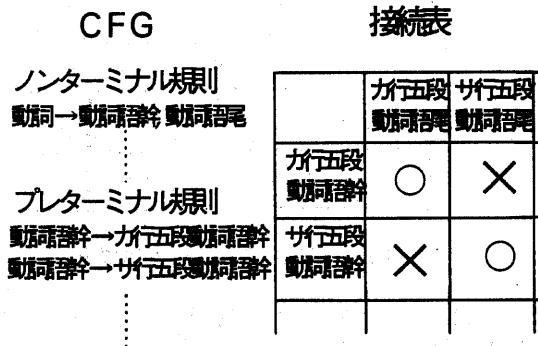 CFG
ノンターミナル規則
動詞→動詞語幹, 動詞語尾
プレターミナル規則
動詞語幹→カ行五段動詞語幹
動詞語幹→サ行五段動詞語幹
接続表
カ行五段
動詞語尾
サ行五段
動詞語尾
カ行五段
動詞語幹
○
×
サ行五段
動詞語幹
×
○